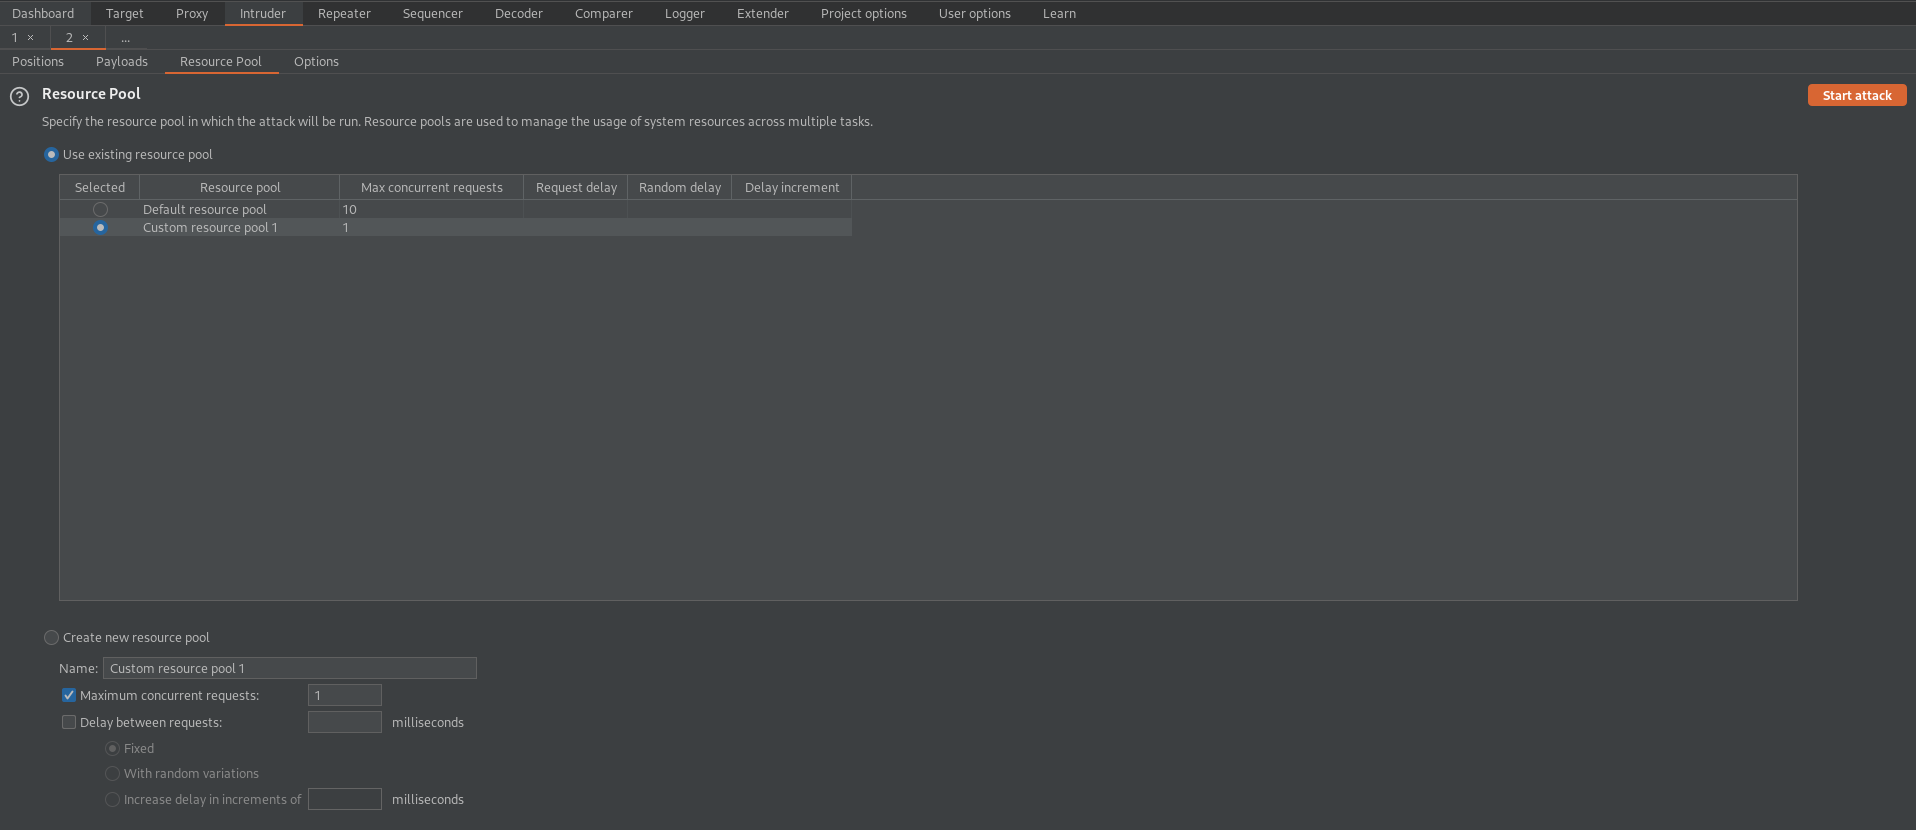 Dashboard Target Proxy Intruder Repeater Sequencer Decoder Comparer Logger Extender Project options User options Learn
1 × 2 × ...
Positions Payloads Resource Pool Options
? Resource Pool Start attack
Specify the resource pool in which the attack will be run. Resource pools are used to manage the usage of system resources across multiple tasks.
Use existing resource pool
Selected Resource pool Max concurrent requests Request delay Random delay Delay increment
Default resource pool 10
Custom resource pool 1 1
Create new resource pool
Name: Custom resource pool 1
Maximum concurrent requests: 1
Delay between requests: milliseconds
Fixed
With random variations
Increase delay in increments of milliseconds